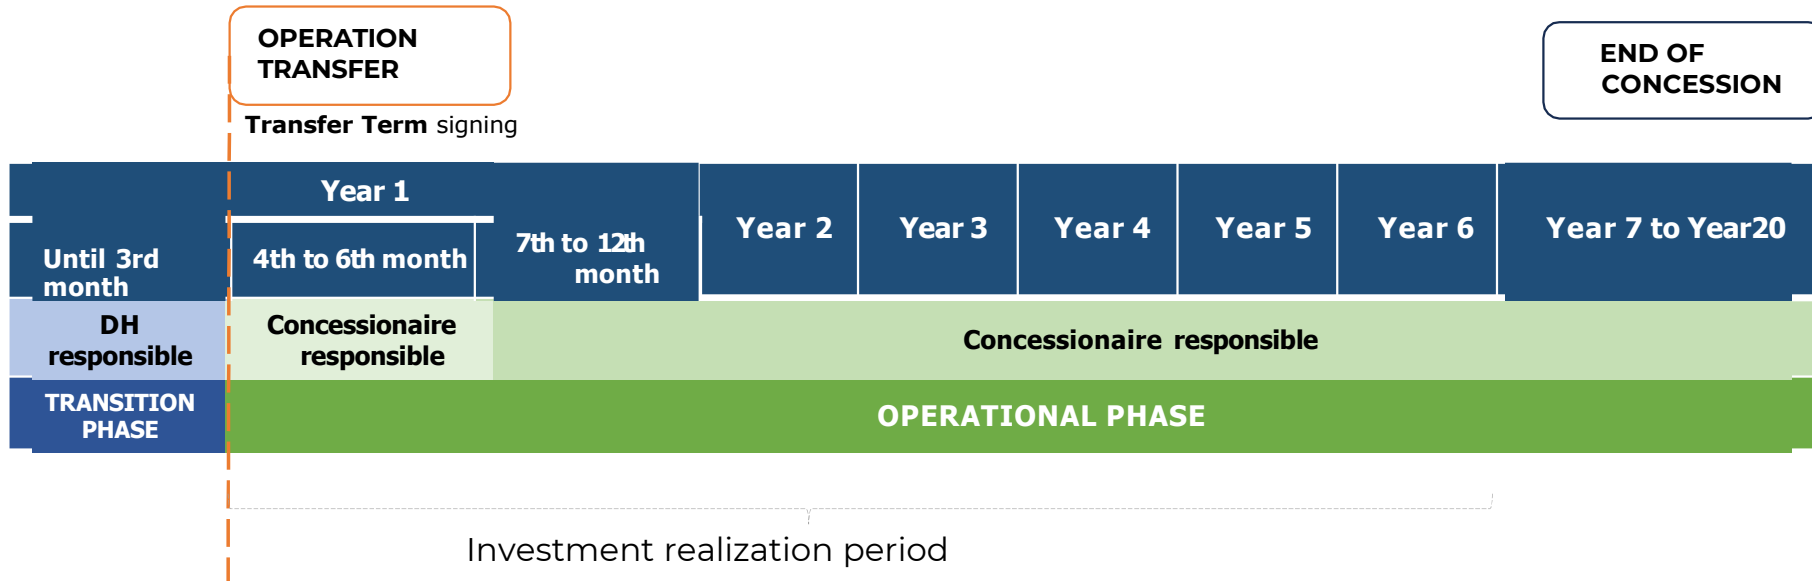 OPERATION
TRANSFER
END OF
CONCESSION
Transfer Term signing
Year 1
Until 3rd
month
4th to 6th month
7th to 12th
month
Year 2
Year 3
Year 4
Year 5
Year 6
Year 7 to Year20
DH
responsible
Concessionaire
responsible
Concessionaire responsible
TRANSITION
PHASE
OPERATIONAL PHASE
Investment realization period